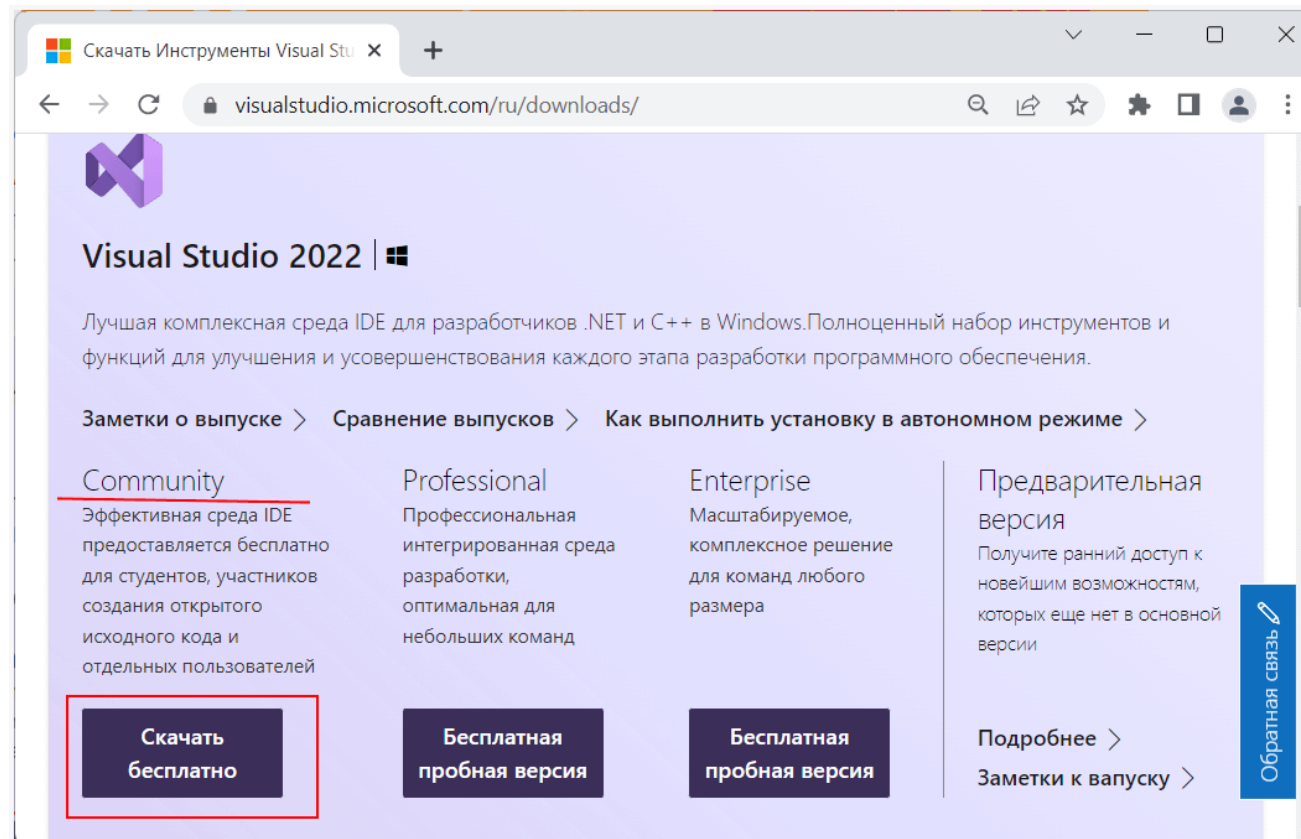 Скачать Инструменты Visual Stu
visualstudio.microsoft.com/ru/downloads/
Visual Studio 2022
Лучшая комплексная среда IDE для разработчиков .NET и C++ в Windows.Полноценный набор инструментов и
функций для улучшения и усовершенствования каждого этапа разработки программного обеспечения.
Заметки о выпуске
Сравнение выпусков
Как выполнить установку в автономном режиме
Community
Эффективная среда IDE
предоставляется бесплатно
для студентов, участников
создания открытого
исходного кода и
отдельных пользователей
Скачать
бесплатно
Professional
Профессиональная
интегрированная среда
разработки,
оптимальная для
небольших команд
Бесплатная
пробная версия
Enterprise
Масштабируемое,
комплексное решение
для команд любого
размера
Бесплатная
пробная версия
Предварительная
версия
Получите ранний доступ к
новейшим возможностям,
которых еще нет в основной
версии
Подробнее
Заметки к вапуску
Обратная связь